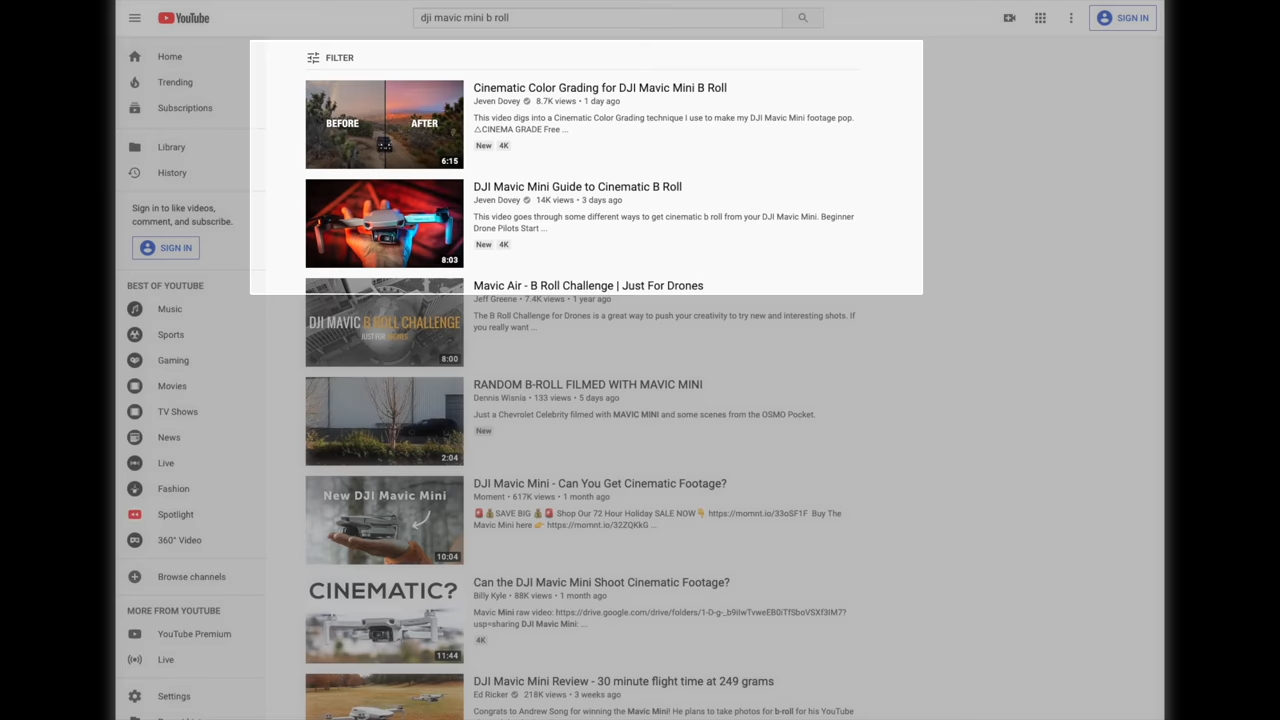 YouTube
dji mavic mini b roll
SIGN IN
Home
Trending
Subscriptions
Library
History
Sign in to like videos,
comment, and subscribe.
SIGN IN
BEST OF YOUTUBE
Music
Sports
Gaming
Movies
TV Shows
News
Live
Fashion
Spotlight
360° Video
Browse channels
MORE FROM YOUTUBE
YouTube Premium
Live
Settings
FILTER
BEFORE AFTER
6:15
Cinematic Color Grading for DJI Mavic Mini B Roll
Jeven Dovey 8.7K views • 1 day ago
This video digs into a Cinematic Color Grading technique I use to make my DJI Mavic Mini footage pop.
△CINEMA GRADE Free ...
New 4K
8:03
DJI Mavic Mini Guide to Cinematic B Roll
Jeven Dovey 14K views • 3 days ago
This video goes through some different ways to get cinematic b roll from your DJI Mavic Mini. Beginner
Drone Pilots Start ...
New 4K
DJI MAVIC B ROLL CHALLENGE
JUST FOR
8:00
Mavic Air - B Roll Challenge | Just For Drones
Jeff Greene • 7.4K views • 1 year ago
The B Roll Challenge for Drones is a great way to push your creativity to try new and interesting shots. If
you really want ...
2:04
RANDOM B-ROLL FILMED WITH MAVIC MINI
Dennis Wisnia • 133 views • 5 days ago
Just a Chevrolet Celebrity filmed with MAVIC MINI and some scenes from the OSMO Pocket.
New
New DJI Mavic Mini
10:04
DJI Mavic Mini - Can You Get Cinematic Footage?
Moment • 617K views • 1 month ago
🚨💰SAVE BIG 💰🚨 Shop Our 72 Hour Holiday SALE NOW👇 https://momnt.io/33oSF1F Buy The
Mavic Mini here 👉 https://momnt.io/32ZQKkG ...
CINEMATIC?
11:44
Can the DJI Mavic Mini Shoot Cinematic Footage?
Billy Kyle • 88K views • 1 month ago
Mavic Mini raw video:
usp=sharing DJI Mavic Mini: ...
4K
DJI Mavic Mini Review - 30 minute flight time at 249 grams
Ed Ricker 218K views • 3 weeks ago
Congrats to Andrew Song for winning the Mavic Mini! He plans to take photos for b-roll for his YouTube